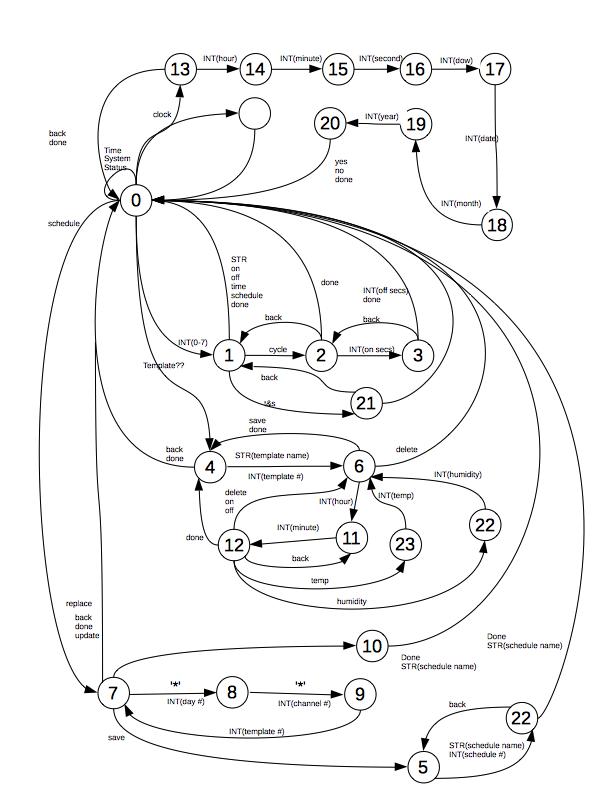 INT(hour) INT(minute) INT(second) INT(dow)
13 14 15 16 17
clock
20 INT(year) 19
back
done
INT(date)
Time
System
Status
yes
no
done
0
INT(month)
schedule
18
STR
on
off
time
schedule
done
done
INT(off secs)
done
back back
INT(0-7)
1 cycle 2 INT(on secs) 3
Template??
back
21
save
done
back
done
4 STR(template name) 6 delete
INT(template #)
INT(humidity)
delete
on
off
INT(hour) INT(temp)
INT(minute)
done 12 11 23 22
back
temp
humidity
replace
back
done
update
10
Done
STR(schedule name)
Done
STR(schedule name)
7 '*' 8 '*' 9
INT(day #) INT(channel #)
INT(template #)
save
back
22
STR(schedule name)
INT(schedule #)
5